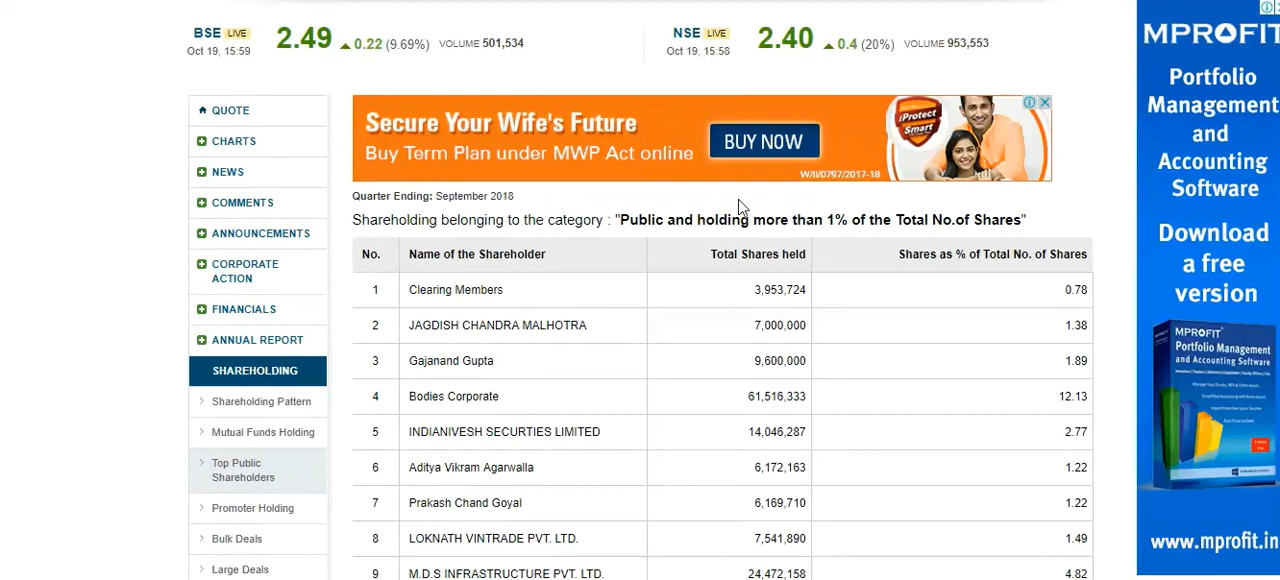 BSE LIVE
Oct 19, 15:59
2.49
0.22 (9.69%)
VOLUME 501,534
NSE LIVE
Oct 19, 15:58
2.40
0.4 (20%)
VOLUME 953,553
QUOTE
CHARTS
NEWS
COMMENTS
ANNOUNCEMENTS
CORPORATE
ACTION
FINANCIALS
ANNUAL REPORT
SHAREHOLDING
Shareholding Pattern
Mutual Funds Holding
Top Public
Shareholders
Promoter Holding
Bulk Deals
Large Deals
Secure Your Wife's Future
Buy Term Plan under MWP Act online
BUY NOW
iProtect
Smart
W/II/0797/2017-18
Quarter Ending: September 2018
Shareholding belonging to the category : "Public and holding more than 1% of the Total No.of Shares"
No. Name of the Shareholder Total Shares held Shares as % of Total No. of Shares
1 Clearing Members 3,953,724 0.78
2 JAGDISH CHANDRA MALHOTRA 7,000,000 1.38
3 Gajanand Gupta 9,600,000 1.89
4 Bodies Corporate 61,516,333 12.13
5 INDIANIVESH SECURTIES LIMITED 14,046,287 2.77
6 Aditya Vikram Agarwalla 6,172,163 1.22
7 Prakash Chand Goyal 6,169,710 1.22
8 LOKNATH VINTRADE PVT. LTD. 7,541,890 1.49
9 M.D.S INFRASTRUCTURE PVT. LTD. 24,472,158 4.82
MPROFIT
Portfolio
Management
and
Accounting
Software
Download
a free
version
MPROFIT
Portfolio Management
and Accounting Software
www.mprofit.in